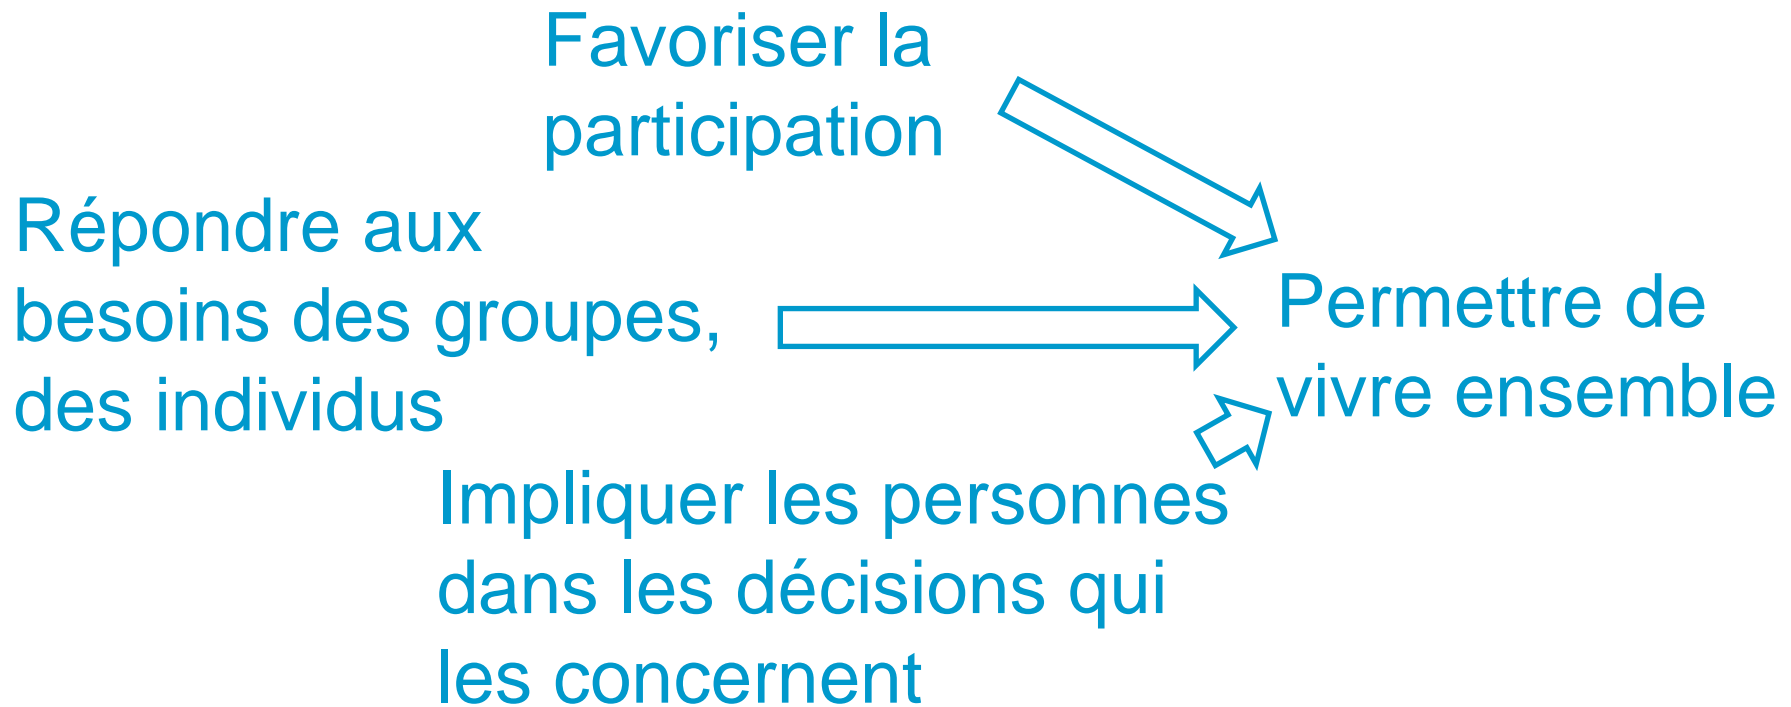 Favoriser la
participation
Répondre aux
besoins des groupes,
des individus
Permettre de
vivre ensemble
Impliquer les personnes
dans les décisions qui
les concernent